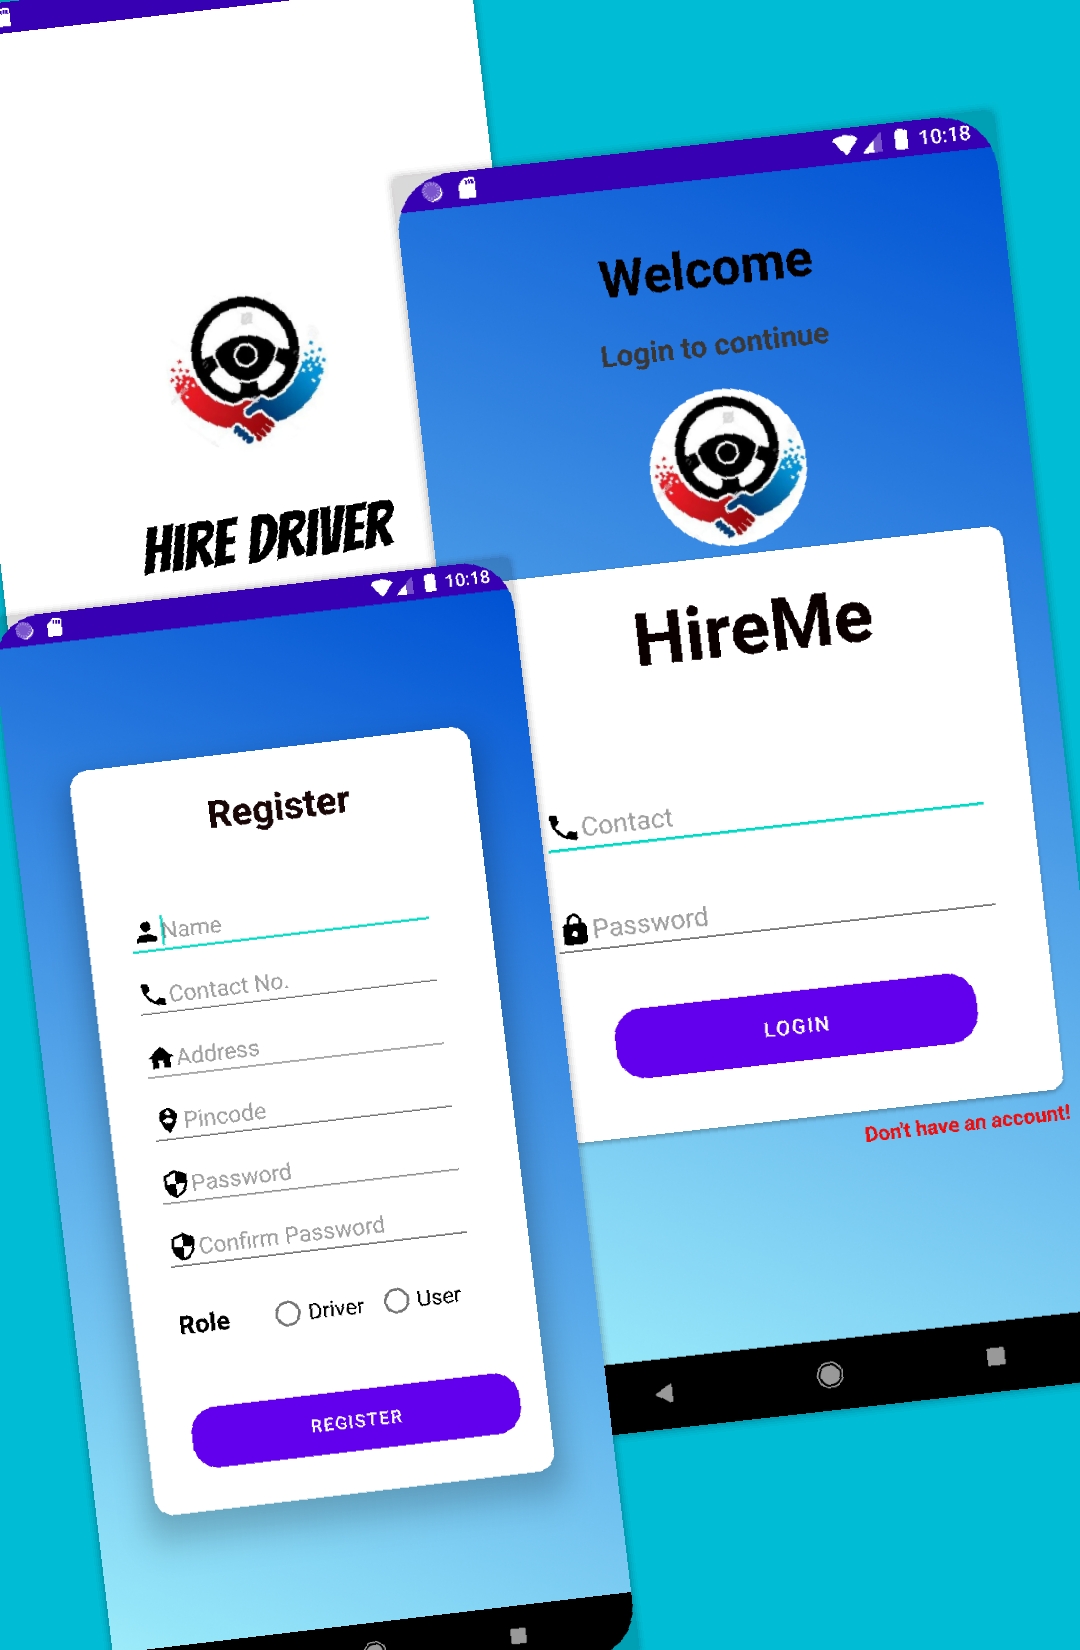 HIRE DRIVER
10:18
Welcome
Login to continue
HireMe
Contact
Password
LOGIN
Don't have an account!
10:18
Register
Name
Contact No.
Address
Pincode
Password
Confirm Password
Role Driver User
REGISTER